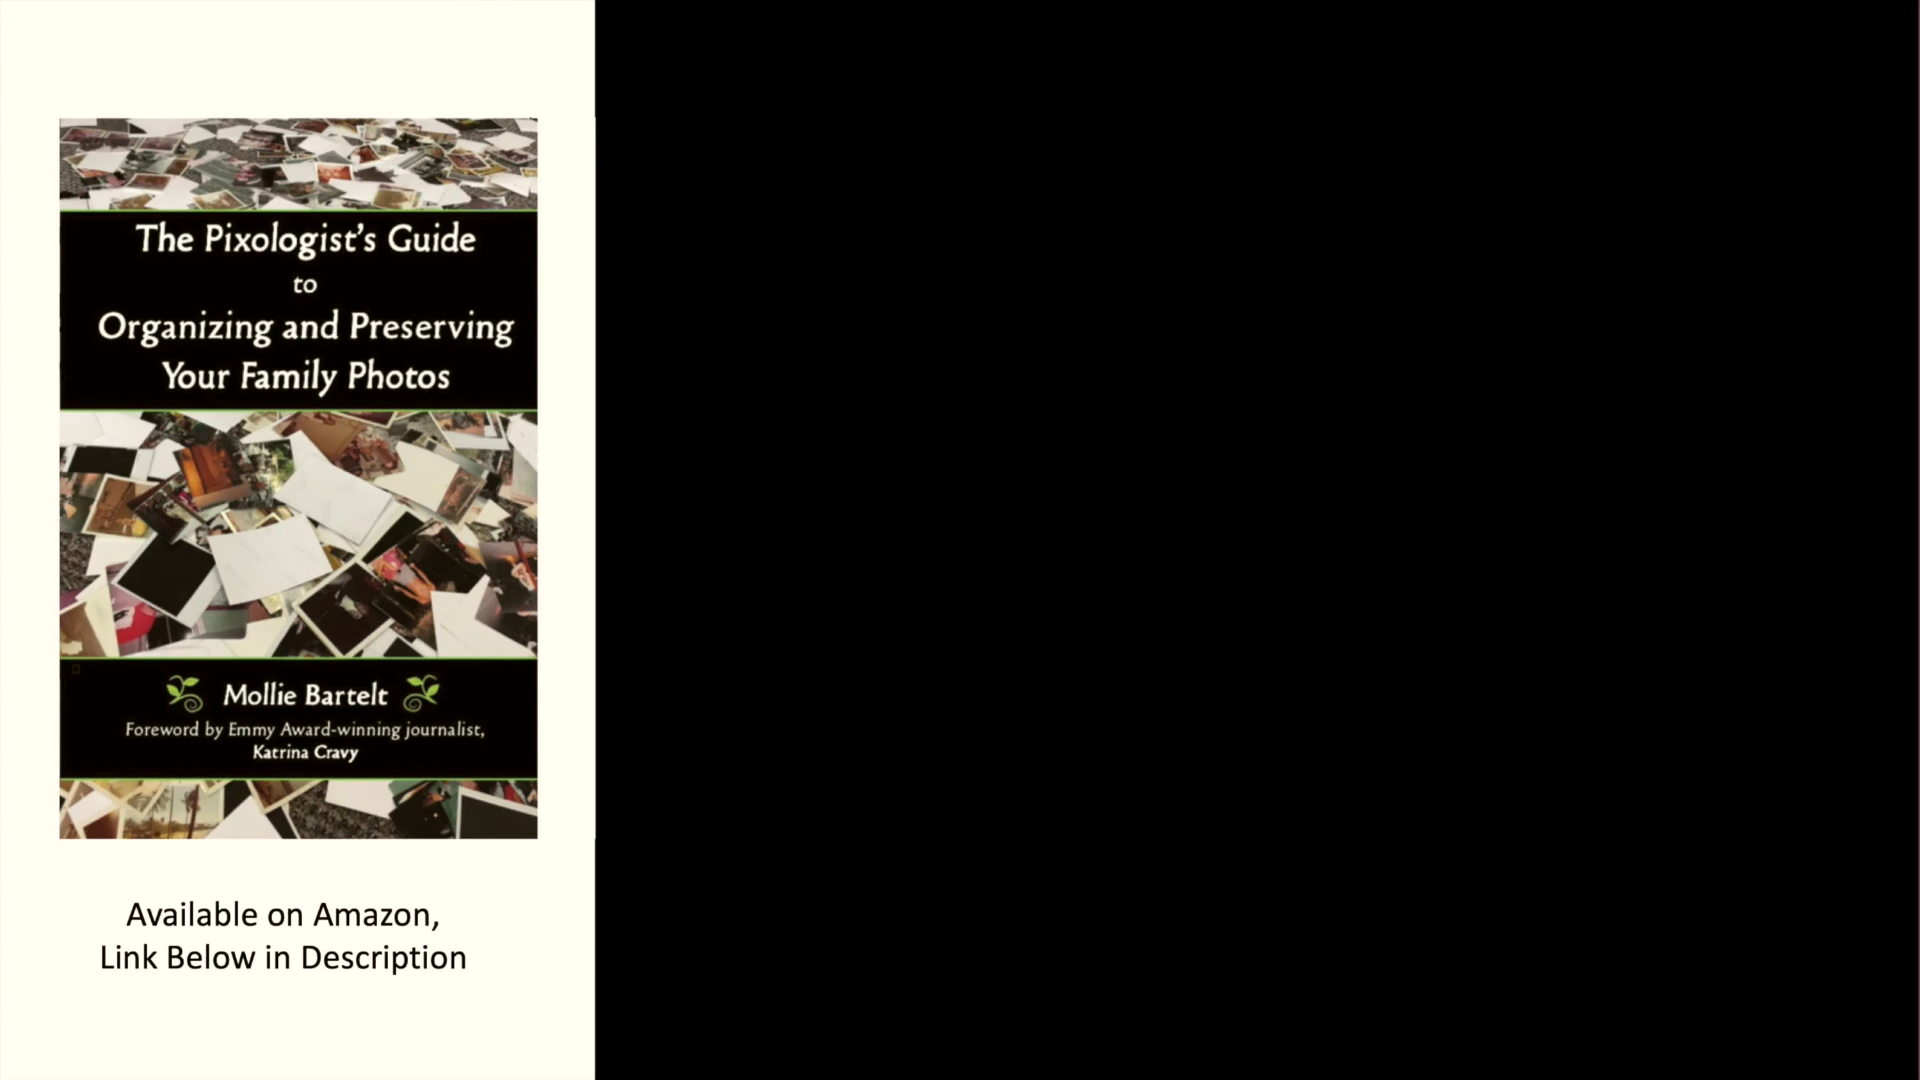 The Pixologist's Guide
to
Organizing and Preserving
Your Family Photos
Mollie Bartelt
Foreword by Emmy Award-winning journalist,
Katrina Cravy
Available on Amazon,
Link Below in Description